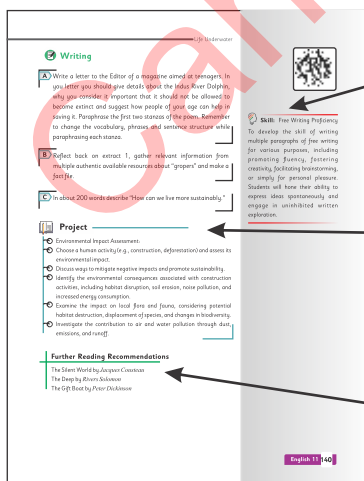 Life Underwater
Writing
A Write a letter to the Editor of a magazine aimed at teenagers. In
you letter you should give details about the Indus River Dolphin,
why you consider it important that it should not be allowed to
become extinct and suggest how people of your age can help in
saving it. Paraphrase the first two stanzas of the poem. Remember
to change the vocabulary, phrases and sentence structure while
paraphrasing each stanza.
B Reflect back on extract 1, gather relevant information from
multiple authentic available resources about "gropers" and make a
fact file.
C In about 200 words describe "How can we live more sustainably."
Project
Environmental Impact Assessment:
Choose a human activity (e.g., construction, deforestation) and assess its
environmental impact.
Discuss ways to mitigate negative impacts and promote sustainability.
Identify the environmental consequences associated with construction
activities, including habitat disruption, soil erosion, noise pollution, and
increased energy consumption.
Examine the impact on local flora and fauna, considering potential
habitat destruction, displacement of species, and changes in biodiversity.
Investigate the contribution to air and water pollution through dust,
emissions, and runoff.
Further Reading Recommendations
The Silent World by Jacques Cousteau
The Deep by Rivers Solomon
The Gift Boat by Peter Dickinson
Skill: Free Writing Proficiency
To develop the skill of writing
multiple paragraphs of free writing
for various purposes, including
promoting fluency, fostering
creativity, facilitating brainstorming,
or simply for personal pleasure.
Students will hone their ability to
express ideas spontaneously and
engage in uninhibited written
exploration.
English 11 140